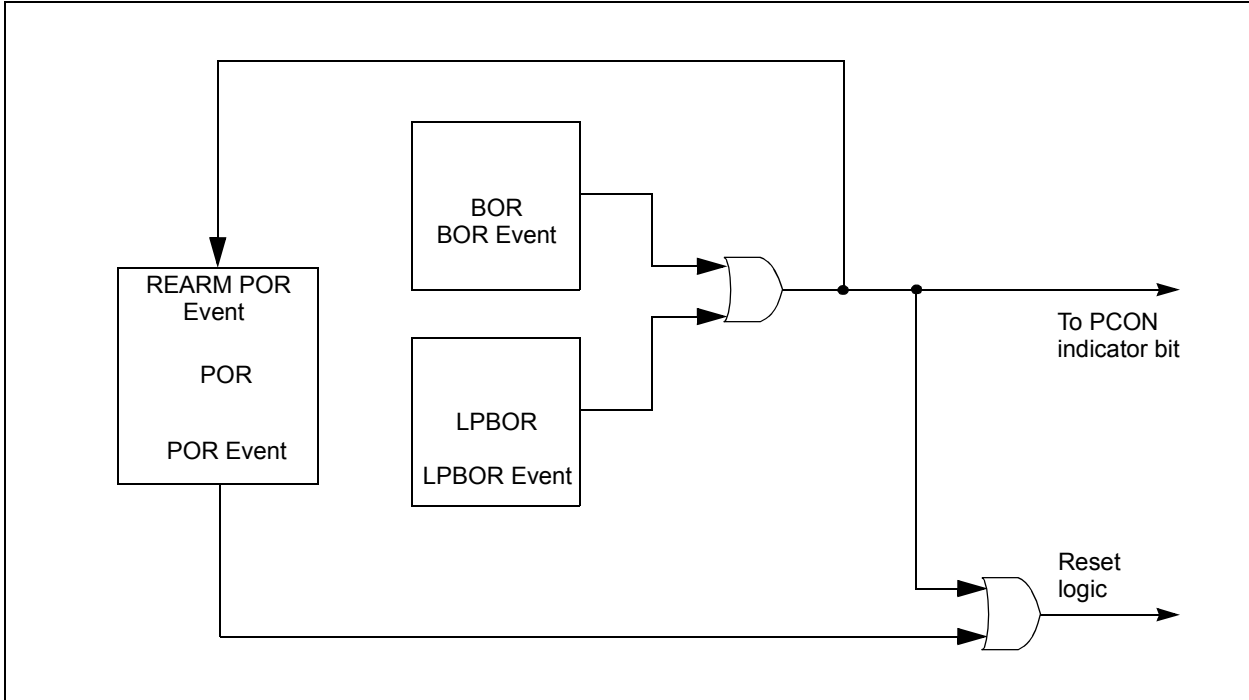 BOR
BOR Event
REARM POR
Event
POR
POR Event
LPBOR
LPBOR Event
To PCON
indicator bit
Reset
logic